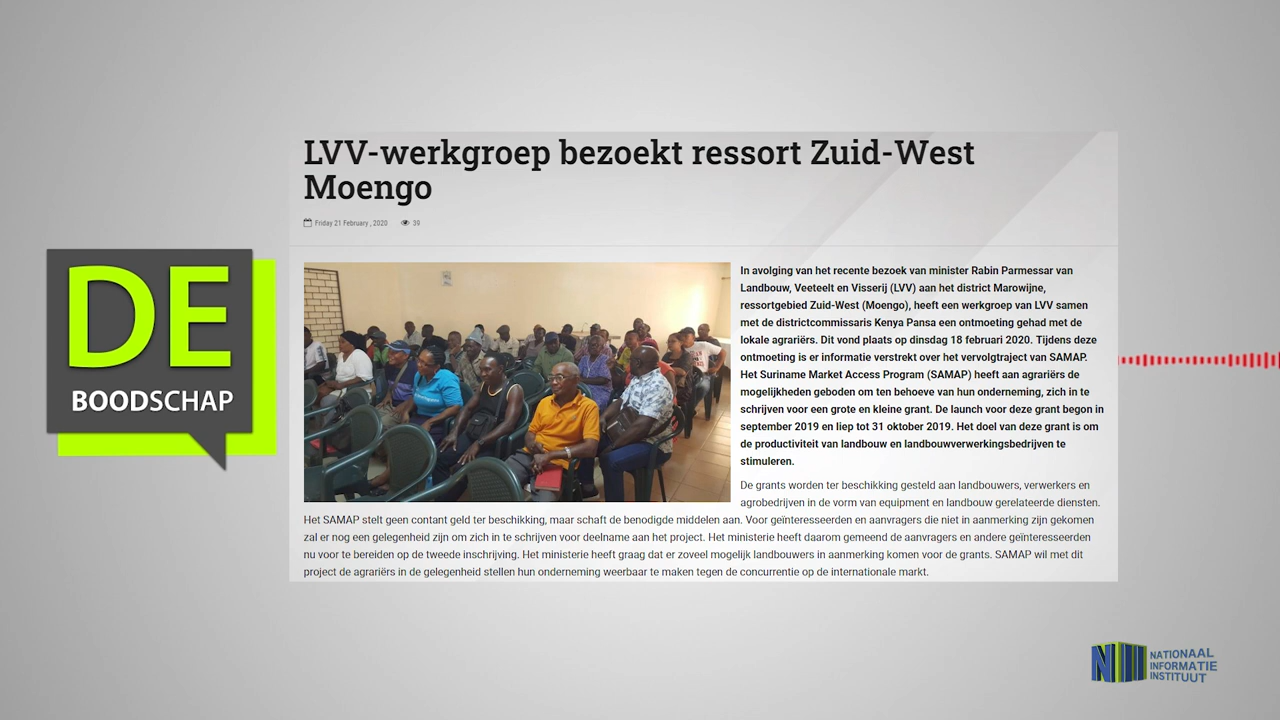 LVV-werkgroep bezoekt ressort Zuid-West
Moengo
Friday 21 February , 2020 39
DE
BOODSCHAP
In avolging van het recente bezoek van minister Rabin Parmessar van
Landbouw, Veeteelt en Visserij (LVV) aan het district Marowijne,
ressortgebied Zuid-West (Moengo), heeft een werkgroep van LVV samen
met de districtcommissaris Kenya Pansa een ontmoeting gehad met de
lokale agrariërs. Dit vond plaats op dinsdag 18 februari 2020. Tijdens deze
ontmoeting is er informatie verstrekt over het vervolgtraject van SAMAP.
Het Suriname Market Access Program (SAMAP) heeft aan agrariërs de
mogelijkheden geboden om ten behoeve van hun onderneming, zich in te
schrijven voor een grote en kleine grant. De launch voor deze grant begon in
september 2019 en liep tot 31 oktober 2019. Het doel van deze grant is om
de productiviteit van landbouw en landbouwverwerkingsbedrijven te
stimuleren.
De grants worden ter beschikking gesteld aan landbouwers, verwerkers en
agrobedrijven in de vorm van equipment en landbouw gerelateerde diensten.
Het SAMAP stelt geen contant geld ter beschikking, maar schaft de benodigde middelen aan. Voor geïnteresseerden en aanvragers die niet in aanmerking zijn gekomen
zal er nog een gelegenheid zijn om zich in te schrijven voor deelname aan het project. Het ministerie heeft daarom gemeend de aanvragers en andere geïnteresseerden
nu voor te bereiden op de tweede inschrijving. Het ministerie heeft graag dat er zoveel mogelijk landbouwers in aanmerking komen voor de grants. SAMAP wil met dit
project de agrariërs in de gelegenheid stellen hun onderneming weerbaar te maken tegen de concurrentie op de internationale markt.
NII NATIONAAL
INFORMATIE
INSTITUUT